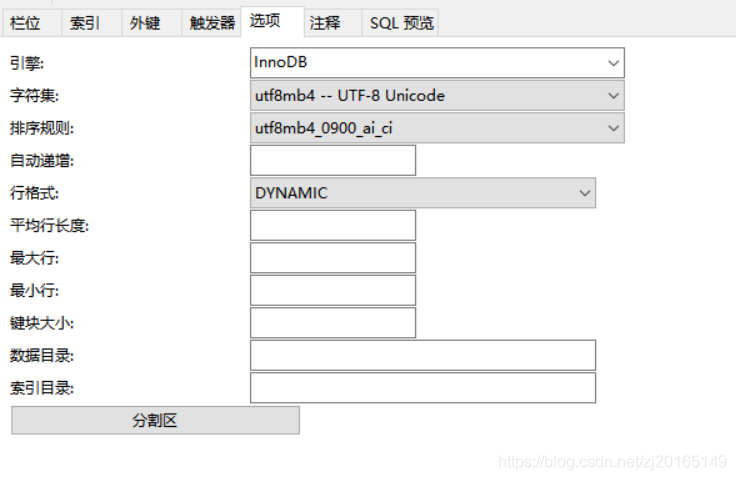 栏位 索引 外键 触发器 选项 注释 SQL 预览
引擎: InnoDB
字符集: utf8mb4 -- UTF-8 Unicode
排序规则: utf8mb4_0900_ai_ci
自动递增:
行格式: DYNAMIC
平均行长度:
最大行:
最小行:
键块大小:
数据目录:
索引目录:
分割区
https://blog.csdn.net/zj20165149